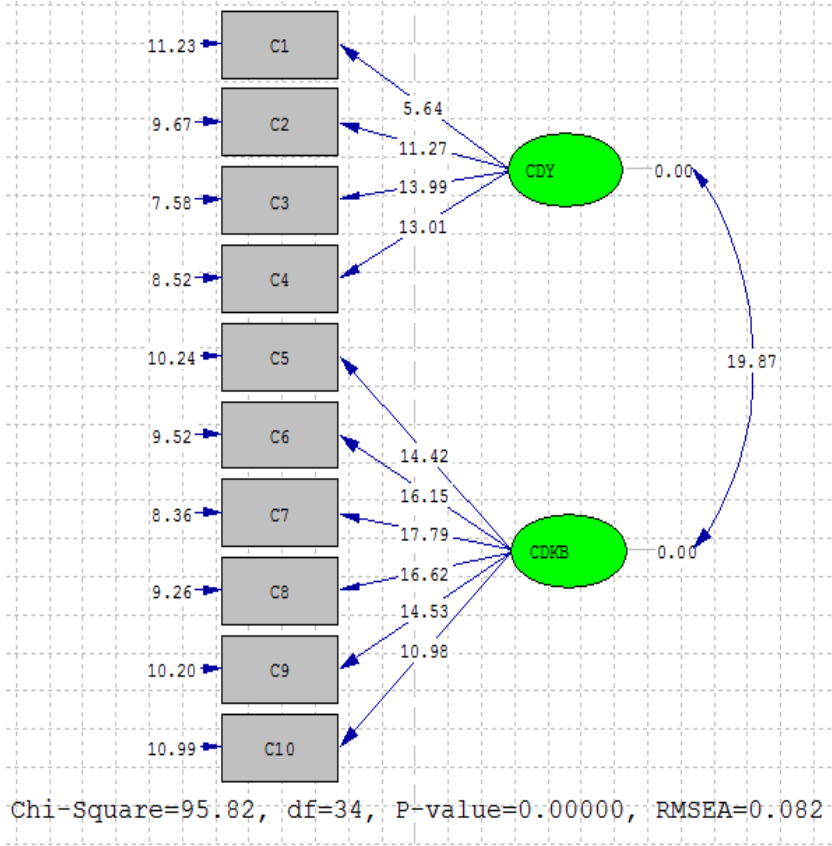 11.23 C1
5.64
9.67 C2
11.27
CDY 0.00
7.58 C3
13.99
13.01
8.52 C4
10.24 C5
19.87
9.52 C6
14.42
16.15
8.36 C7
17.79
CDKB 0.00
16.62
9.26 C8
14.53
10.98
10.20 C9
10.99 C10
Chi-Square=95.82, df=34, P-value=0.00000, RMSEA=0.082